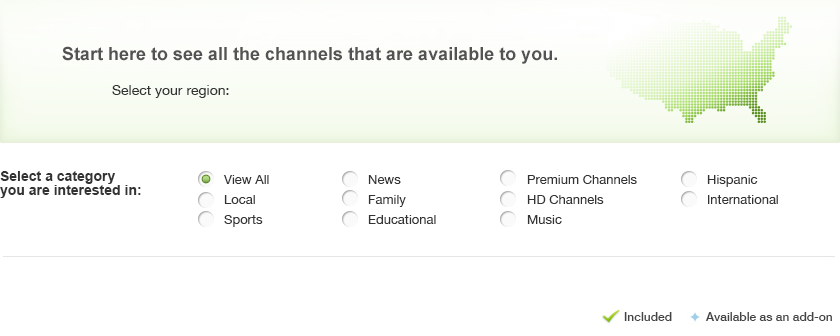 Start here to see all the channels that are available to you.
Select your region:
Select a category
you are interested in:
View All
Local
Sports
News
Family
Educational
Premium Channels
HD Channels
Music
Hispanic
International
Included
Available as an add-on